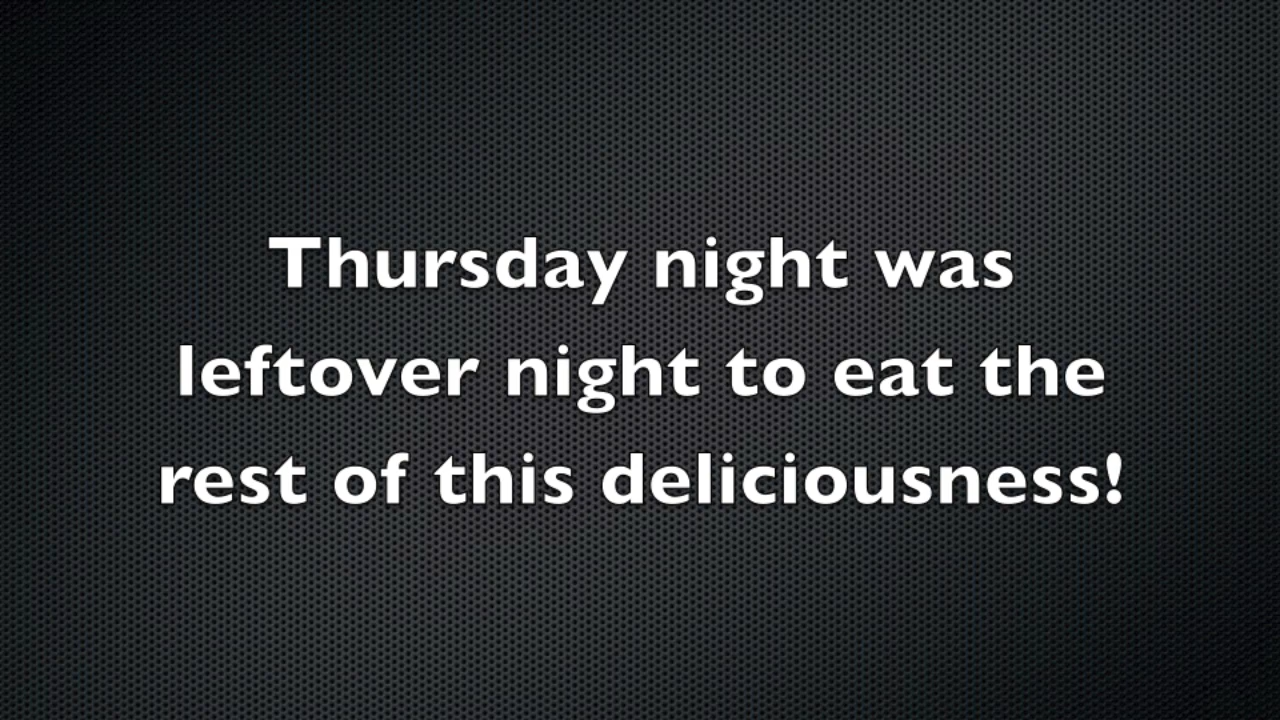 Thursday night was
leftover night to eat the
rest of this deliciousness!